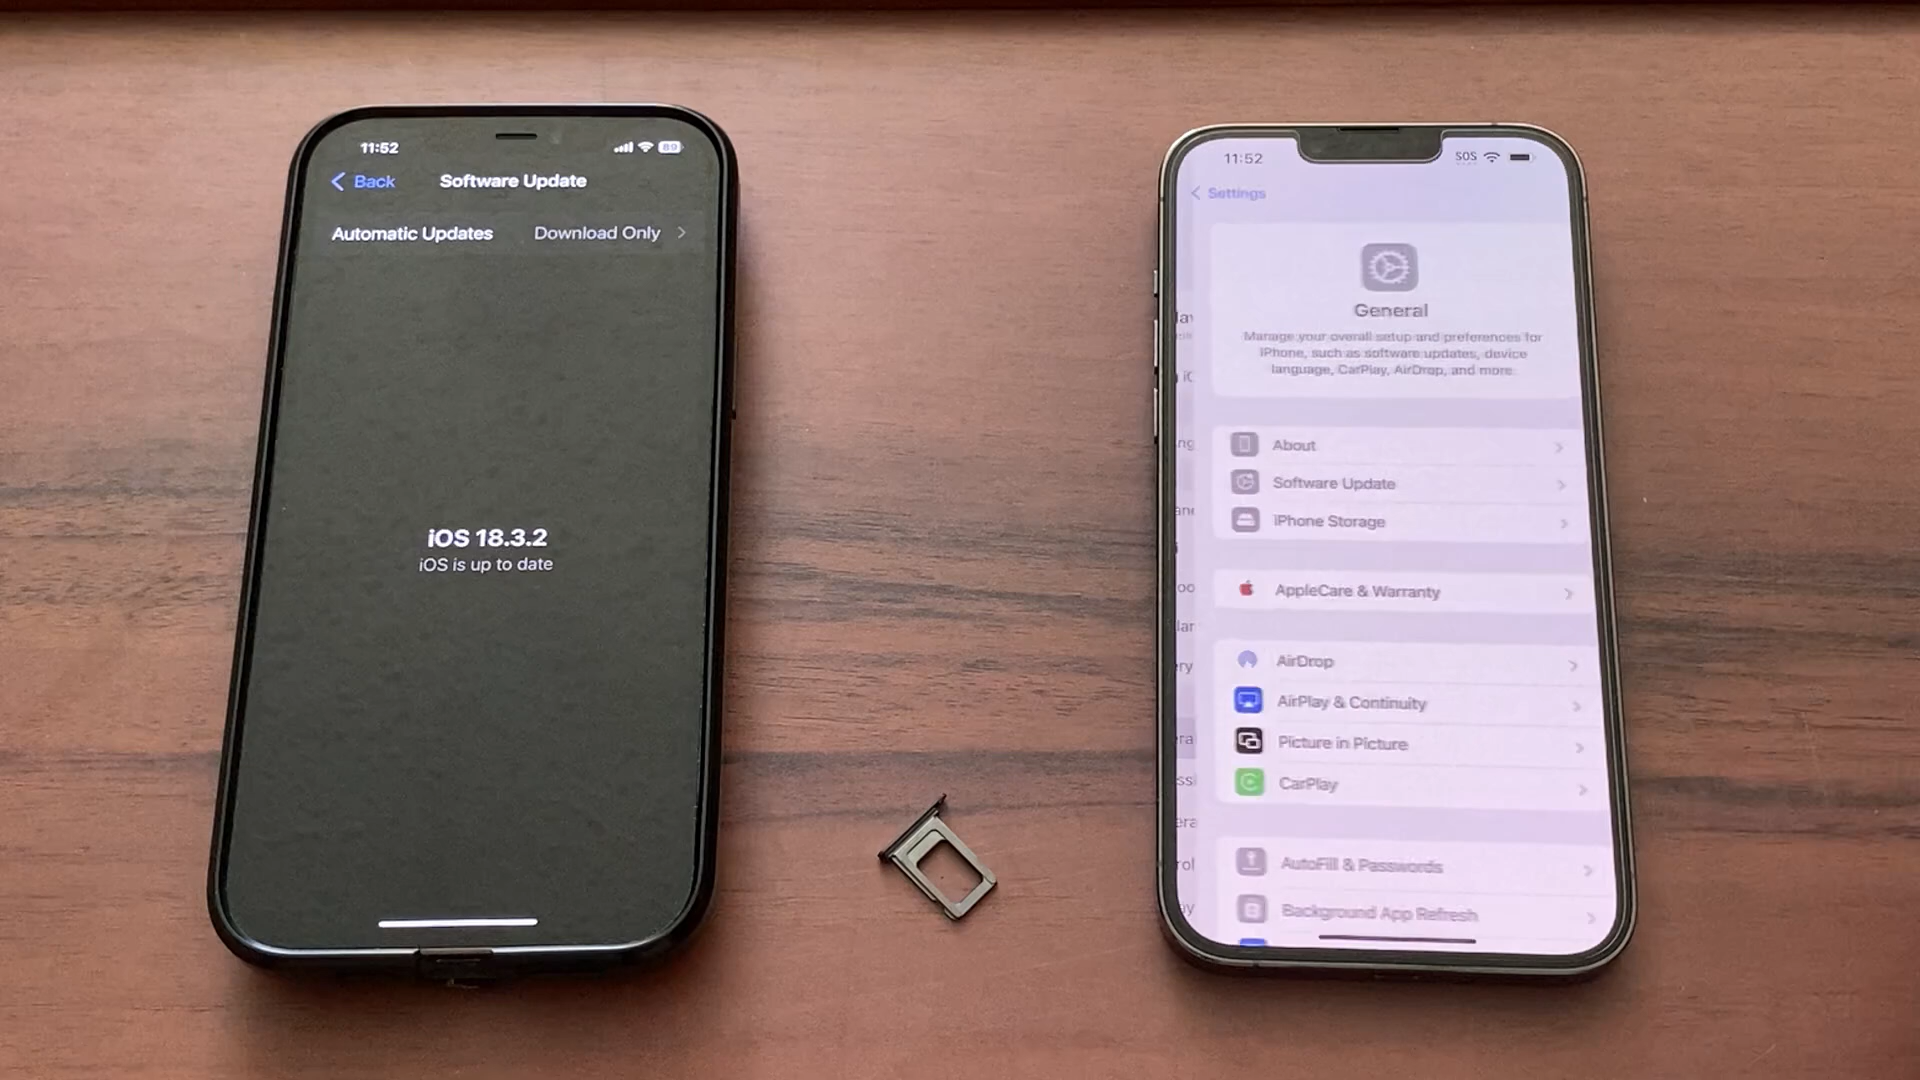 11:52
89
Back
Software Update
Automatic Updates
Download Only
iOS 18.3.2
iOS is up to date
11:52
SOS
Settings
General
Manage your overall setup and preferences for
iPhone, such as software updates, device
language, CarPlay, AirDrop, and more.
About
Software Update
iPhone Storage
AppleCare & Warranty
AirDrop
AirPlay & Continuity
Picture in Picture
CarPlay
AutoFill & Passwords
Background App Refresh